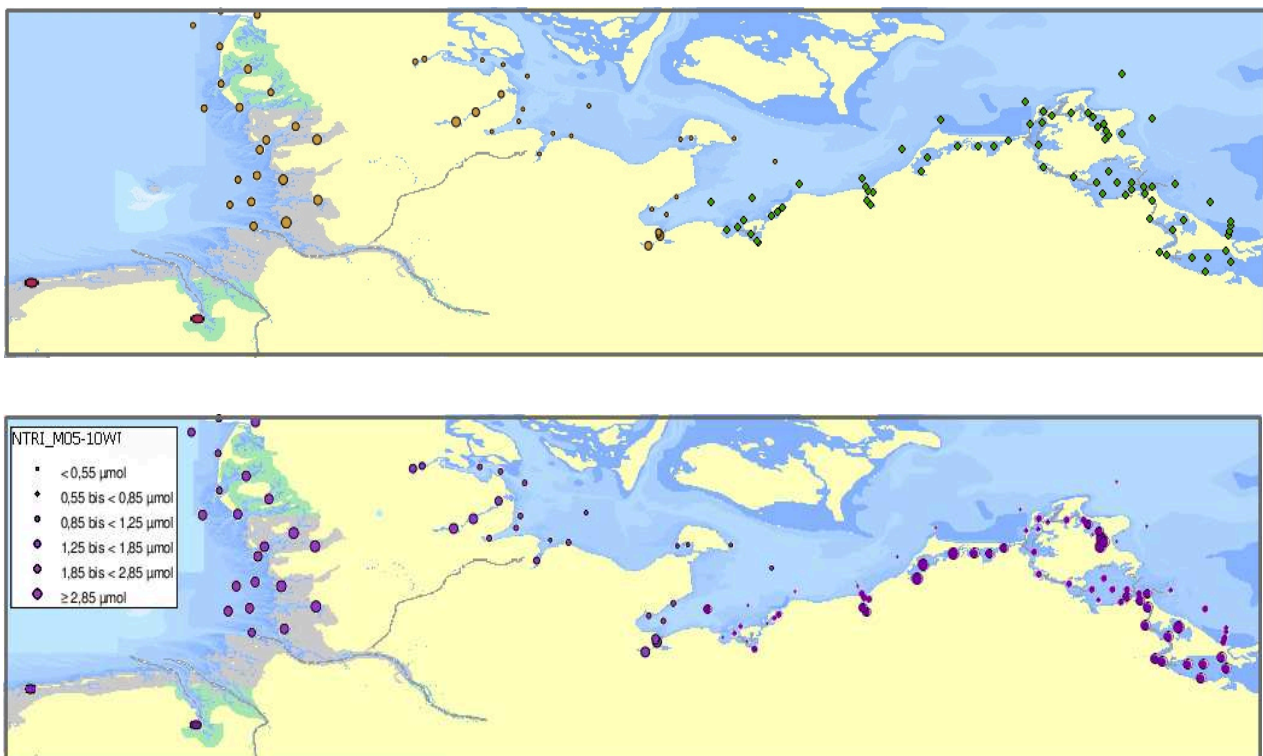 NTRI_M05-10WT
< 0,55 µmol
0,55 bis < 0,85 µmol
0,85 bis < 1,25 µmol
1,25 bis < 1,85 µmol
1,85 bis < 2,85 µmol
≥ 2,85 µmol